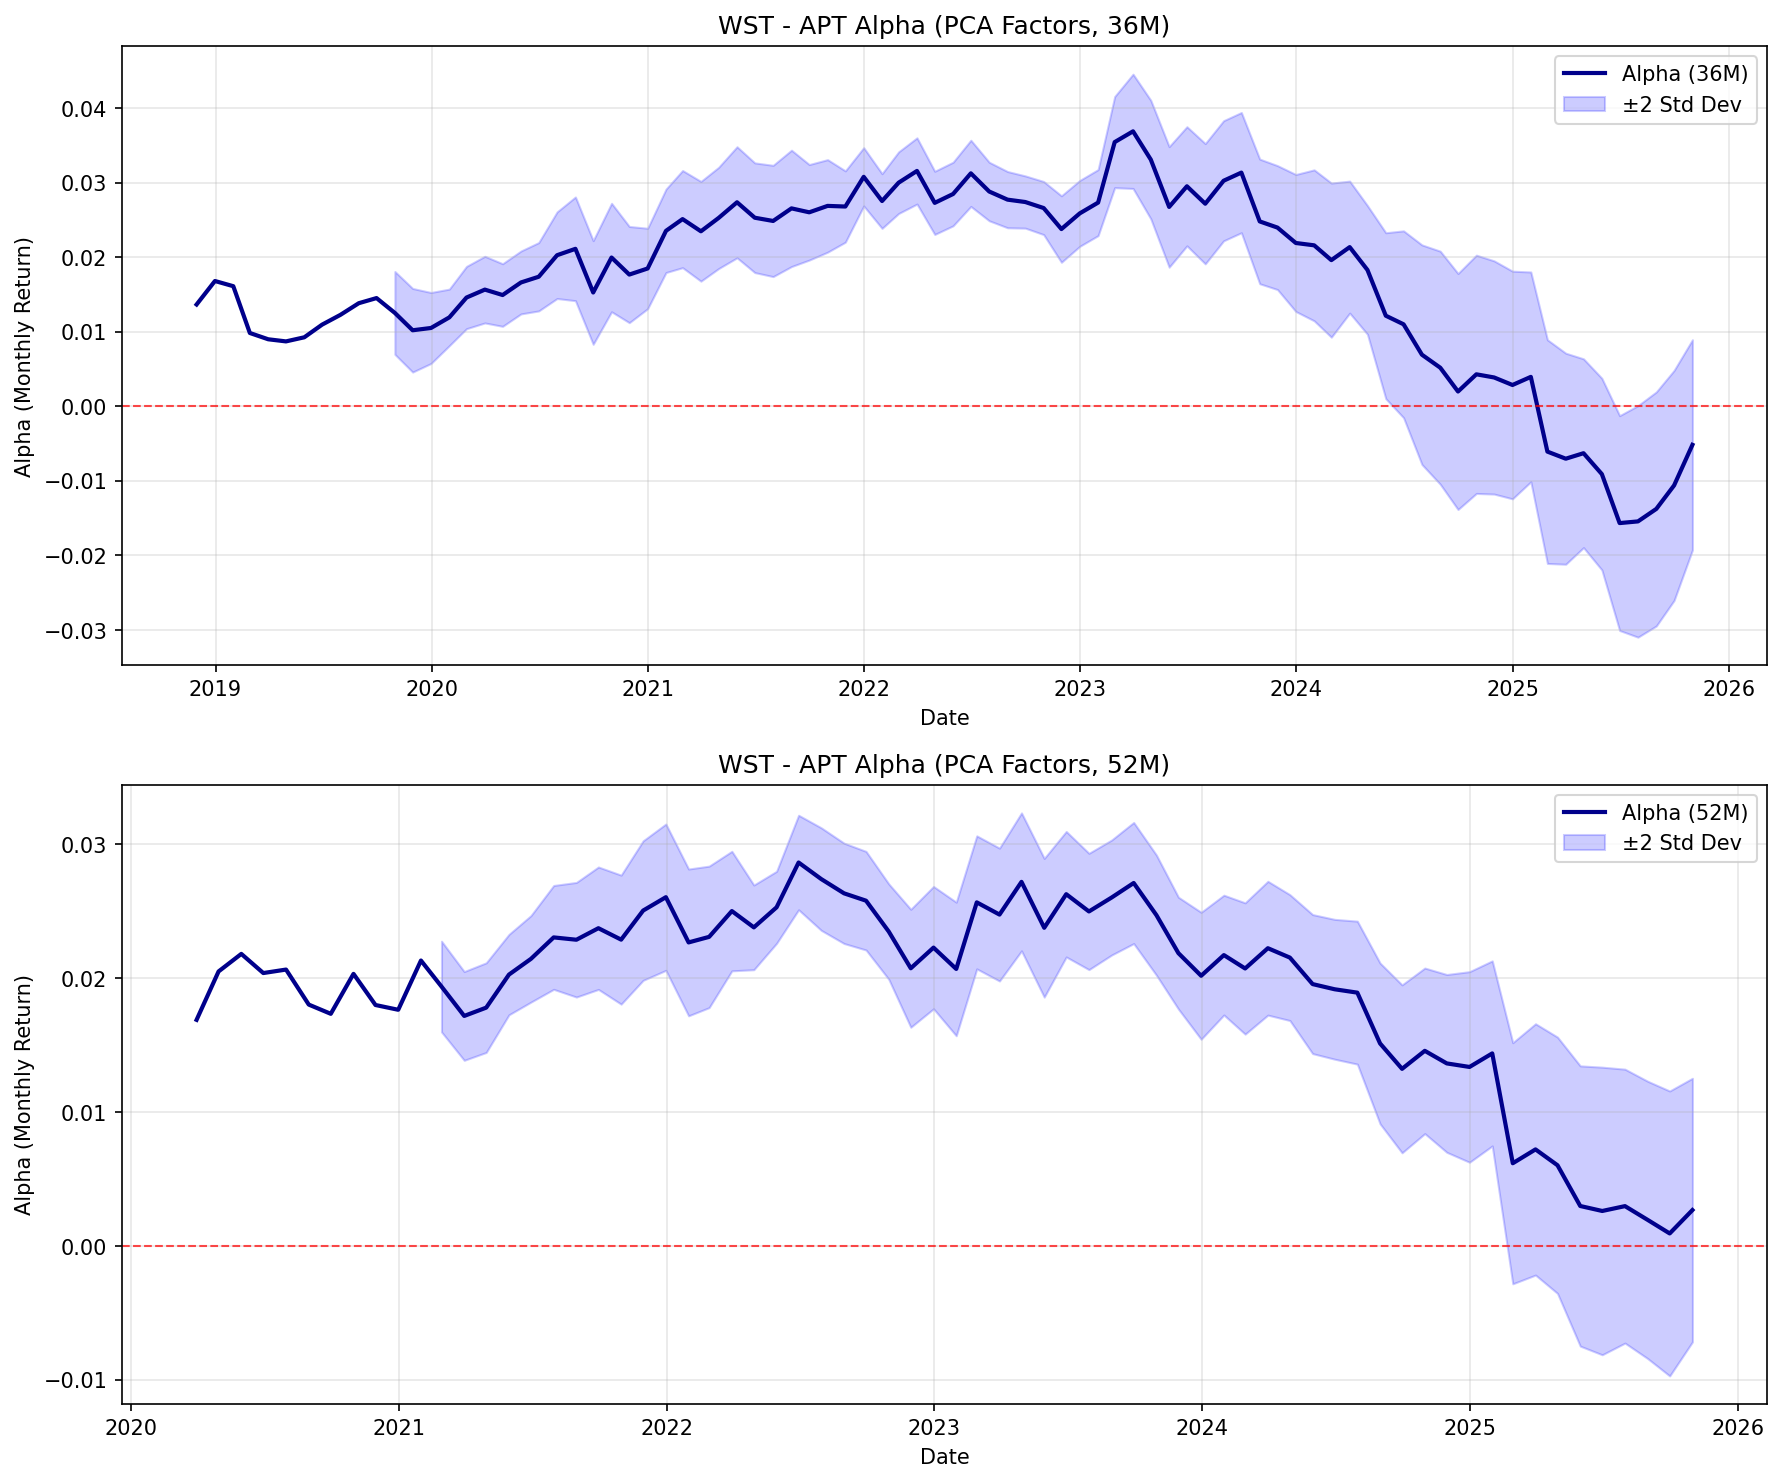 WST - APT Alpha (PCA Factors, 36M)
Alpha (Monthly Return)
0.04
0.03
0.02
0.01
0.00
−0.01
−0.02
−0.03
Alpha (36M)
±2 Std Dev
2019 2020 2021 2022 2023 2024 2025 2026
Date
WST - APT Alpha (PCA Factors, 52M)
Alpha (Monthly Return)
0.03
0.02
0.01
0.00
−0.01
Alpha (52M)
±2 Std Dev
2020 2021 2022 2023 2024 2025 2026
Date